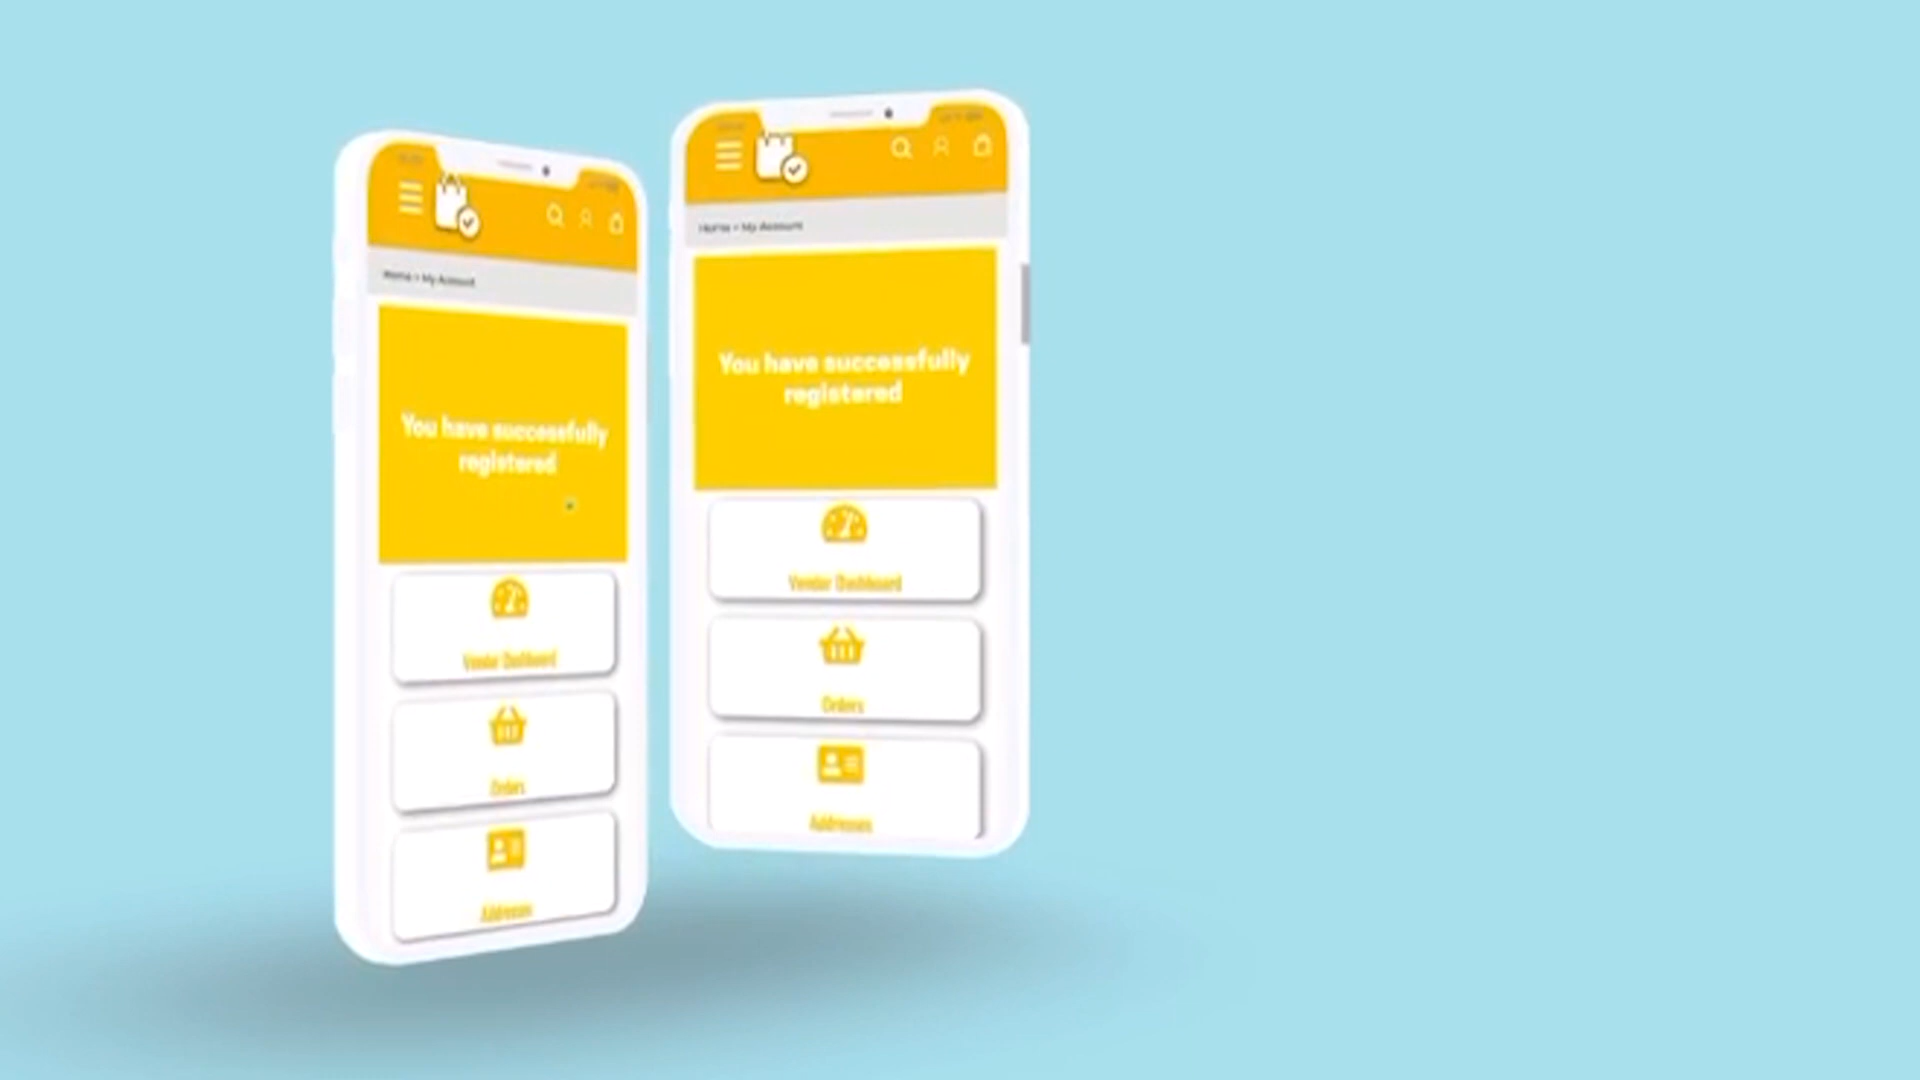 Home > My Account
You have successfully
registered
Vendor Dashboard
Orders
Addresses
Home > My Account
You have successfully
registered
Vendor Dashboard
Orders
Addresses